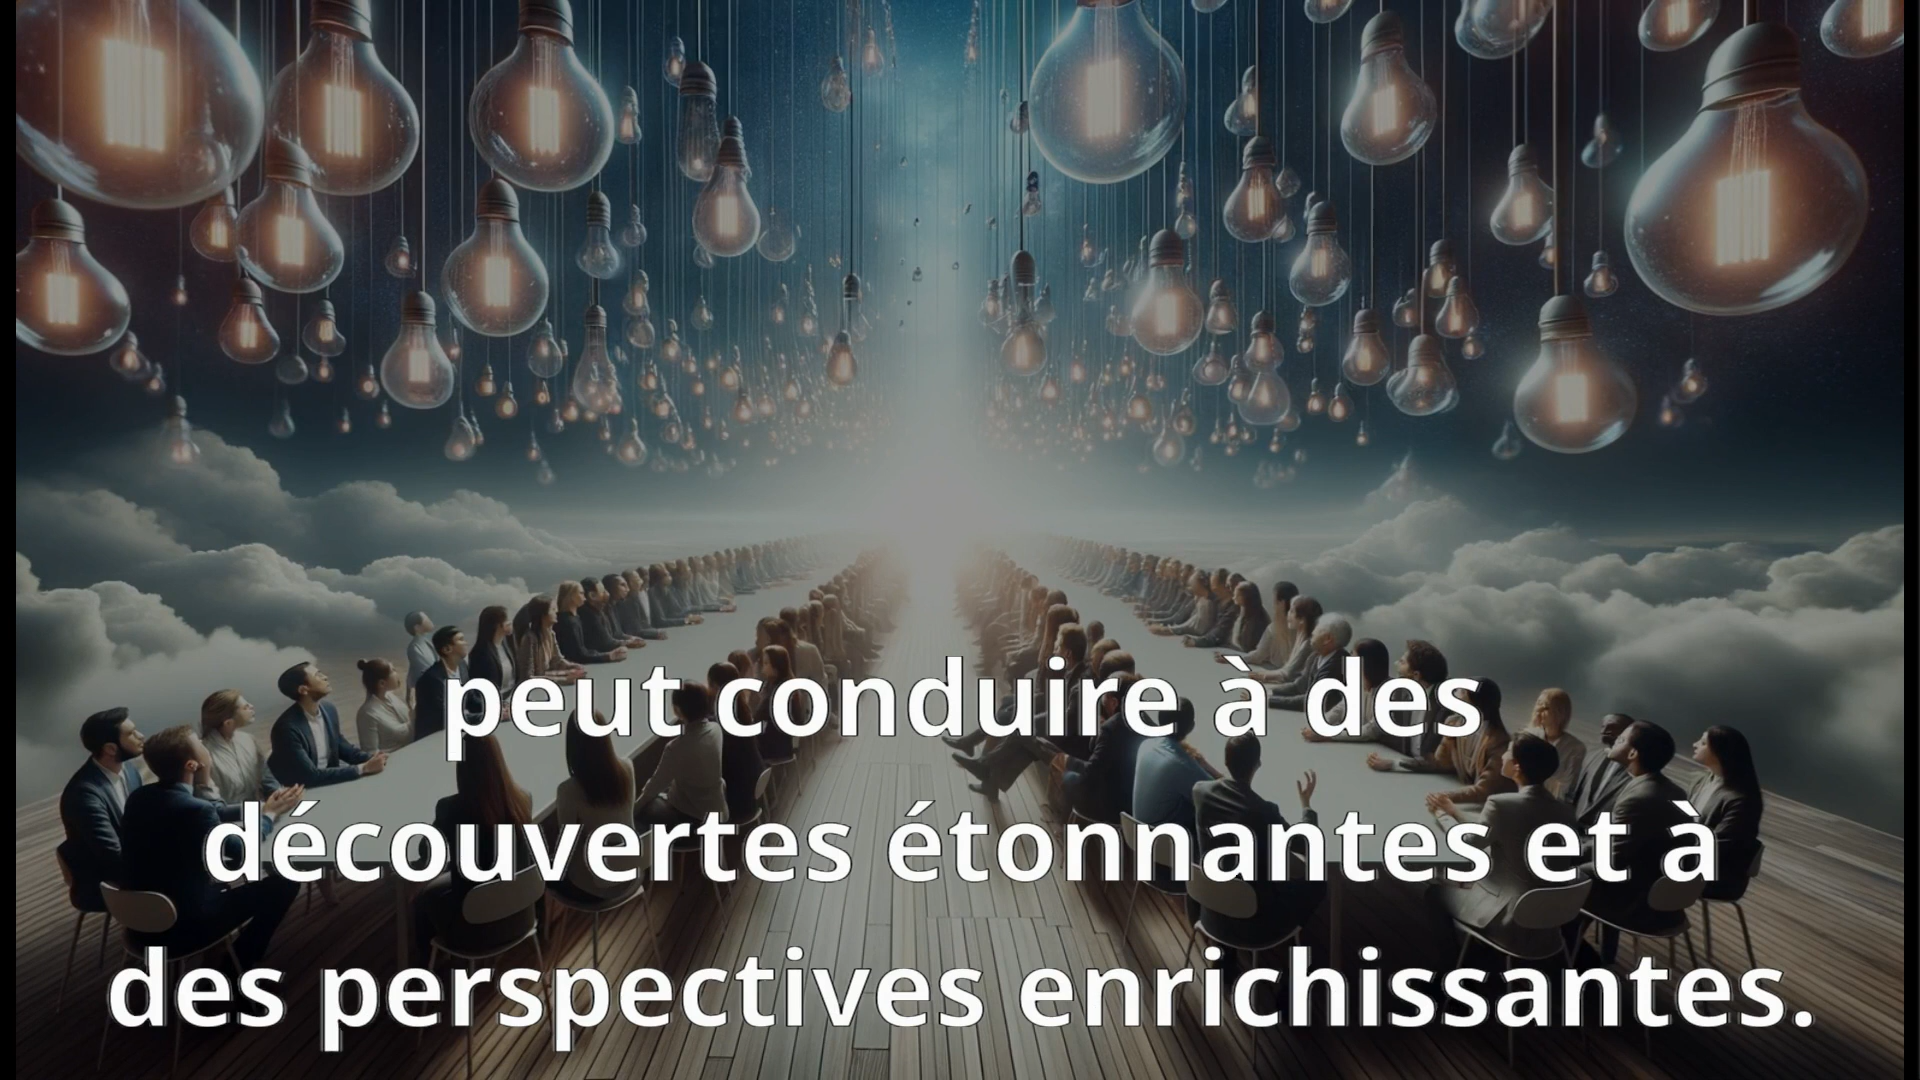 peut conduire à des
découvertes étonnantes et à
des perspectives enrichissantes.